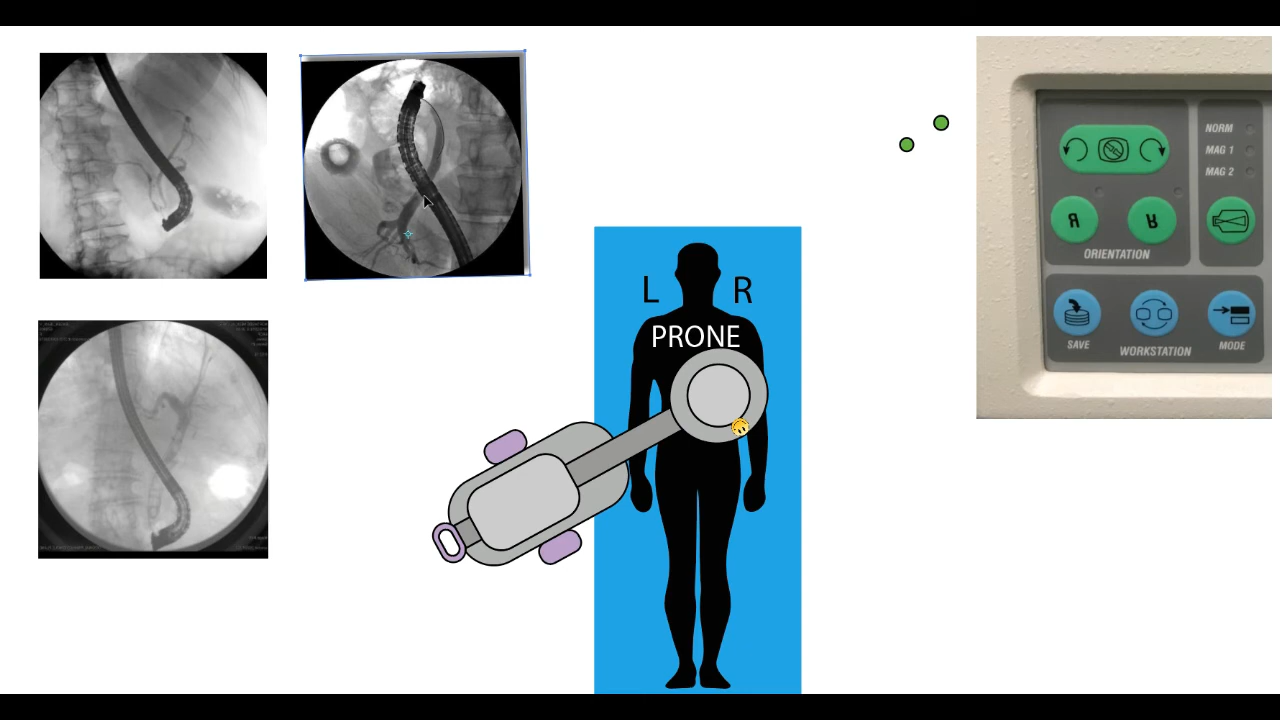 L R
PRONE
NORM
MAG 1
MAG 2
R R
ORIENTATION
SAVE
WORKSTATION
MODE